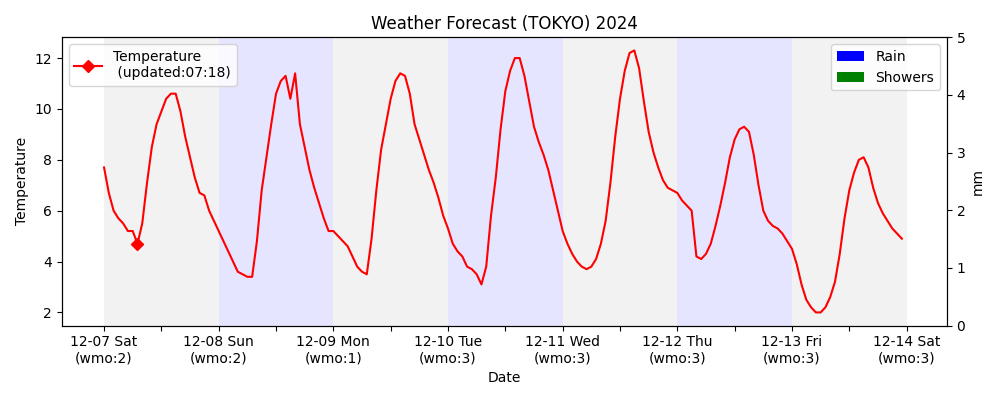 Weather Forecast (TOKYO) 2024
Temperature
(updated:07:18)
Rain
Showers
12
10
8
6
4
2
Temperature
5
4
3
2
1
0
mm
12-07 Sat
(wmo:2)
12-08 Sun
(wmo:2)
12-09 Mon
(wmo:1)
12-10 Tue
(wmo:3)
12-11 Wed
(wmo:3)
12-12 Thu
(wmo:3)
12-13 Fri
(wmo:3)
12-14 Sat
(wmo:3)
Date